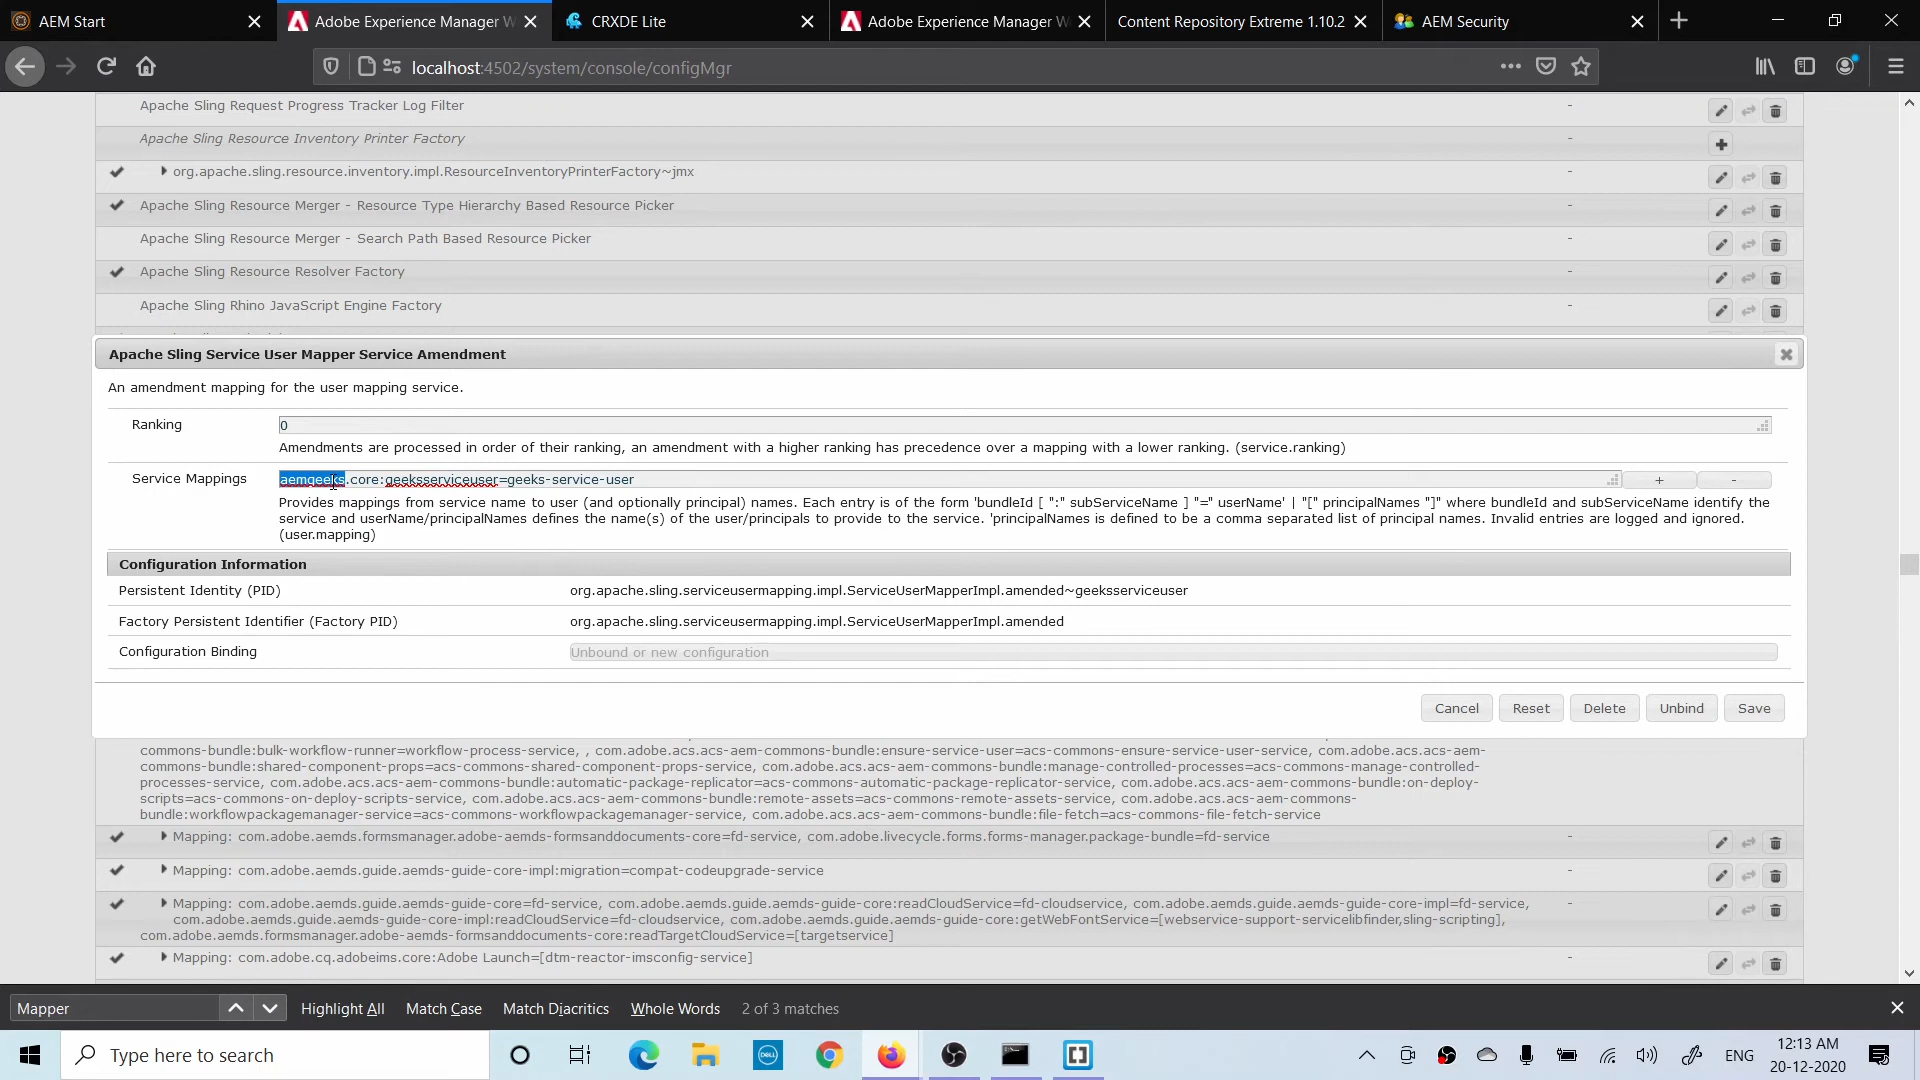 AEM Start
Adobe Experience Manager W
CRXDE Lite
Adobe Experience Manager W
Content Repository Extreme 1.10.2
AEM Security
localhost:4502/system/console/configMgr
Apache Sling Request Progress Tracker Log Filter -
Apache Sling Resource Inventory Printer Factory -
org.apache.sling.resource.inventory.impl.ResourceInventoryPrinterFactory~jmx -
Apache Sling Resource Merger - Resource Type Hierarchy Based Resource Picker -
Apache Sling Resource Merger - Search Path Based Resource Picker -
Apache Sling Resource Resolver Factory -
Apache Sling Rhino JavaScript Engine Factory -
Apache Sling Service User Mapper Service Amendment
An amendment mapping for the user mapping service.
Ranking 0
Amendments are processed in order of their ranking, an amendment with a higher ranking has precedence over a mapping with a lower ranking. (service.ranking)
Service Mappings aemgeeks.core:geeksserviceuser=geeks-service-user + -
Provides mappings from service name to user (and optionally principal) names. Each entry is of the form 'bundleId [ ":" subServiceName ] "=" userName' | "[" principalNames "]" where bundleId and subServiceName identify the
service and userName/principalNames defines the name(s) of the user/principals to provide to the service. 'principalNames is defined to be a comma separated list of principal names. Invalid entries are logged and ignored.
(user.mapping)
Configuration Information
Persistent Identity (PID) org.apache.sling.serviceusermapping.impl.ServiceUserMapperImpl.amended~geeksserviceuser
Factory Persistent Identifier (Factory PID) org.apache.sling.serviceusermapping.impl.ServiceUserMapperImpl.amended
Configuration Binding Unbound or new configuration
Cancel Reset Delete Unbind Save
commons-bundle:bulk-workflow-runner=workflow-process-service, , com.adobe.acs.acs-aem-commons-bundle:ensure-service-user=acs-commons-ensure-service-user-service, com.adobe.acs.acs-aem-
commons-bundle:shared-component-props=acs-commons-shared-component-props-service, com.adobe.acs.acs-aem-commons-bundle:manage-controlled-processes=acs-commons-manage-controlled-
processes-service, com.adobe.acs.acs-aem-commons-bundle:automatic-package-replicator=acs-commons-automatic-package-replicator-service, com.adobe.acs.acs-aem-commons-bundle:on-deploy-
scripts=acs-commons-on-deploy-scripts-service, com.adobe.acs.acs-aem-commons-bundle:remote-assets=acs-commons-remote-assets-service, com.adobe.acs.acs-aem-commons-
bundle:workflowpackagemanager-service=acs-commons-workflowpackagemanager-service, com.adobe.acs.acs-aem-commons-bundle:file-fetch=acs-commons-file-fetch-service
Mapping: com.adobe.aemds.formsmanager.adobe-aemds-formsanddocuments-core=fd-service, com.adobe.livecycle.forms.forms-manager.package-bundle=fd-service -
Mapping: com.adobe.aemds.guide.aemds-guide-core-impl:migration=compat-codeupgrade-service -
Mapping: com.adobe.aemds.guide.aemds-guide-core=fd-service, com.adobe.aemds.guide.aemds-guide-core:readCloudService=fd-cloudservice, com.adobe.aemds.guide.aemds-guide-core-impl=fd-service, -
com.adobe.aemds.guide.aemds-guide-core-impl:readCloudService=fd-cloudservice, com.adobe.aemds.guide.aemds-guide-core:getWebFontService=[webservice-support-servicelibfinder,sling-scripting],
com.adobe.aemds.formsmanager.adobe-aemds-formsanddocuments-core:readTargetCloudService=[targetservice]
Mapping: com.adobe.cq.adobeims.core:Adobe Launch=[dtm-reactor-imsconfig-service] -
Mapper Highlight All Match Case Match Diacritics Whole Words 2 of 3 matches
Type here to search
DELL
ENG
12:13 AM
20-12-2020